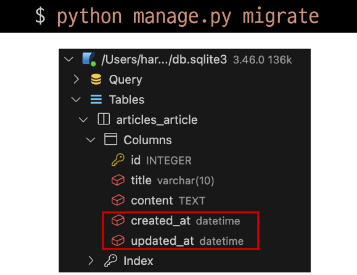 $ python manage.py migrate
/Users/har.../db.sqlite3 3.46.0 136k
Query
Tables
articles_article
Columns
id INTEGER
title varchar(10)
content TEXT
created_at datetime
updated_at datetime
Index